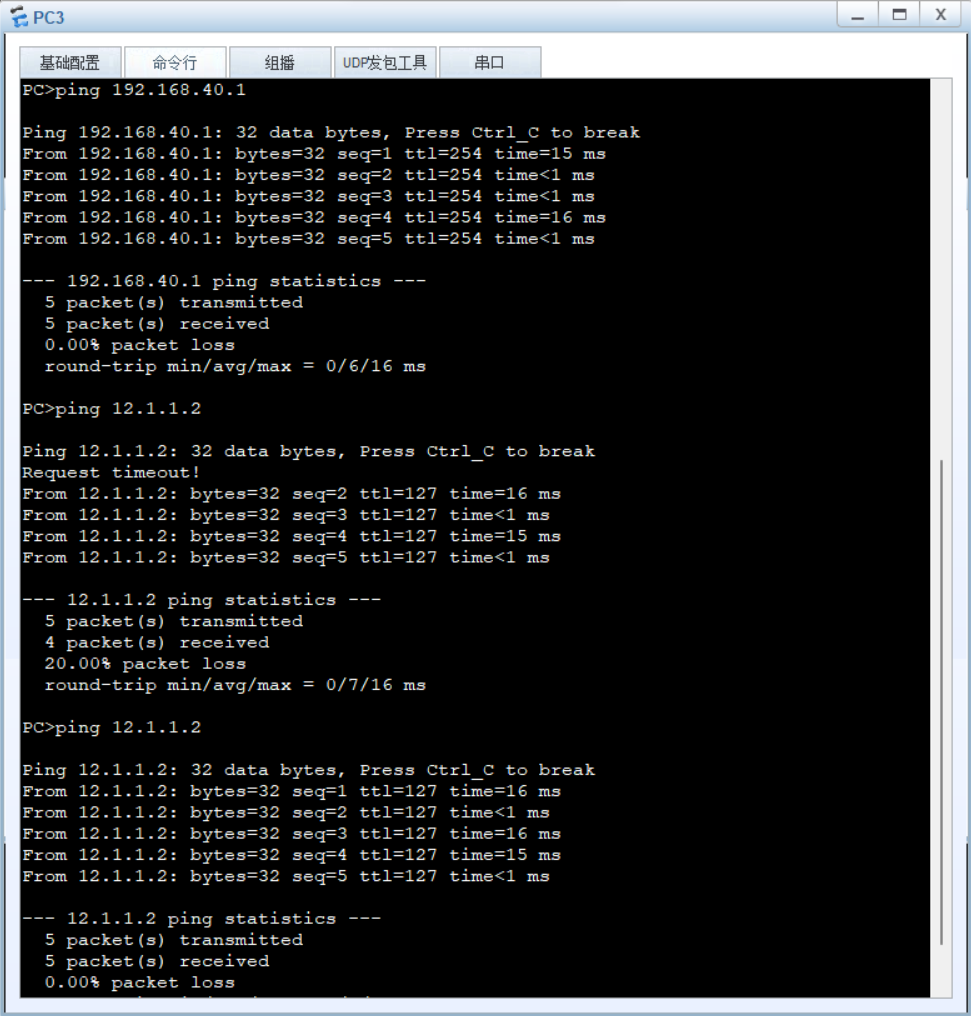 PC3
基础配置 命令行 组播 UDP发包工具 串口
PC>ping 192.168.40.1
Ping 192.168.40.1: 32 data bytes, Press Ctrl_C to break
From 192.168.40.1: bytes=32 seq=1 ttl=254 time=15 ms
From 192.168.40.1: bytes=32 seq=2 ttl=254 time<1 ms
From 192.168.40.1: bytes=32 seq=3 ttl=254 time<1 ms
From 192.168.40.1: bytes=32 seq=4 ttl=254 time=16 ms
From 192.168.40.1: bytes=32 seq=5 ttl=254 time<1 ms
--- 192.168.40.1 ping statistics ---
5 packet(s) transmitted
5 packet(s) received
0.00% packet loss
round-trip min/avg/max = 0/6/16 ms
PC>ping 12.1.1.2
Ping 12.1.1.2: 32 data bytes, Press Ctrl_C to break
Request timeout!
From 12.1.1.2: bytes=32 seq=2 ttl=127 time=16 ms
From 12.1.1.2: bytes=32 seq=3 ttl=127 time<1 ms
From 12.1.1.2: bytes=32 seq=4 ttl=127 time=15 ms
From 12.1.1.2: bytes=32 seq=5 ttl=127 time<1 ms
--- 12.1.1.2 ping statistics ---
5 packet(s) transmitted
4 packet(s) received
20.00% packet loss
round-trip min/avg/max = 0/7/16 ms
PC>ping 12.1.1.2
Ping 12.1.1.2: 32 data bytes, Press Ctrl_C to break
From 12.1.1.2: bytes=32 seq=1 ttl=127 time=16 ms
From 12.1.1.2: bytes=32 seq=2 ttl=127 time<1 ms
From 12.1.1.2: bytes=32 seq=3 ttl=127 time=16 ms
From 12.1.1.2: bytes=32 seq=4 ttl=127 time=15 ms
From 12.1.1.2: bytes=32 seq=5 ttl=127 time<1 ms
--- 12.1.1.2 ping statistics ---
5 packet(s) transmitted
5 packet(s) received
0.00% packet loss